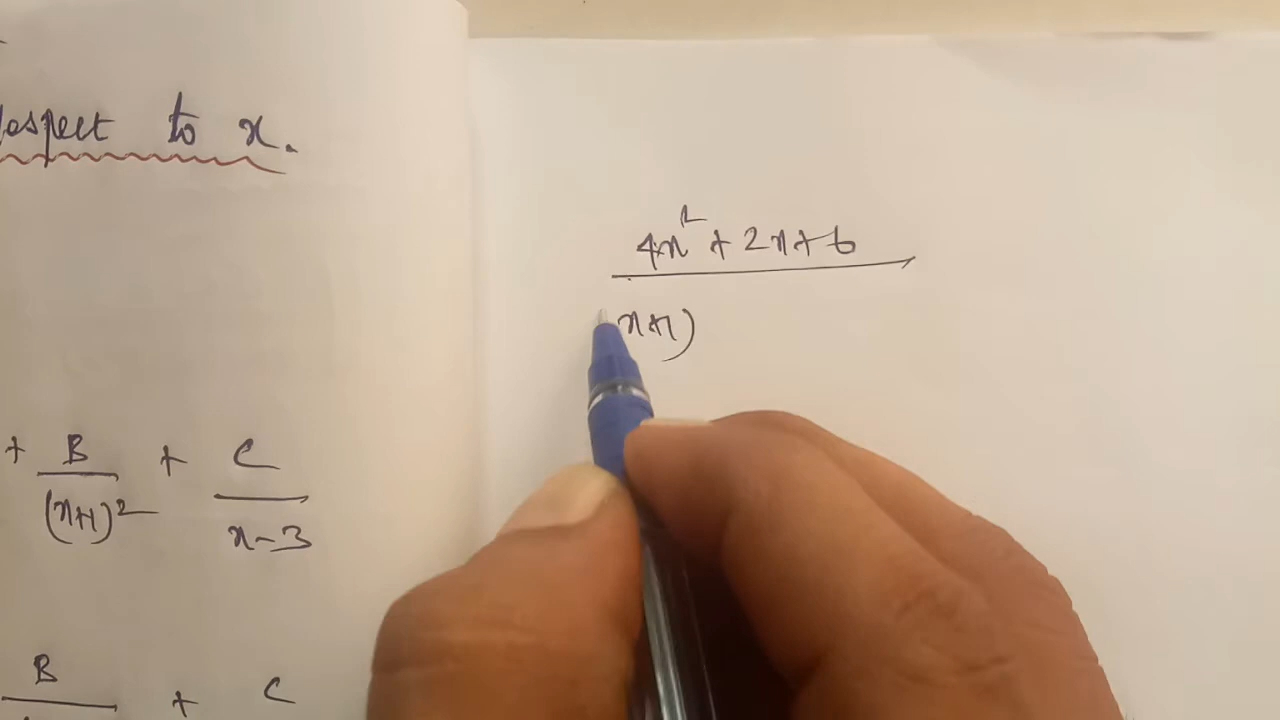 respect to x.
+ B/(x+1)² + C/x-3
B + C
4x² + 2x + 6
x+1)